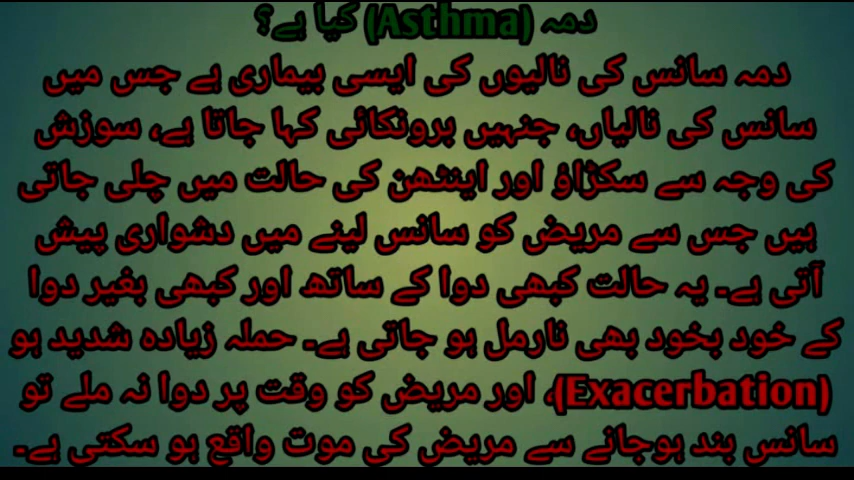 دمہ (Asthma) کیا ہے؟
دمہ سانس کی نالیوں کی ایسی بیماری ہے جس میں
سانس کی نالیاں، جنہیں برونکائی کہا جاتا ہے، سوزش
کی وجہ سے سکڑاؤ اور اینٹھن کی حالت میں چلی جاتی
ہیں جس سے مریض کو سانس لینے میں دشواری پیش
آتی ہے۔ یہ حالت کبھی دوا کے ساتھ اور کبھی بغیر دوا
کے خود بخود بھی نارمل ہو جاتی ہے۔ حملہ زیادہ شدید ہو
(Exacerbation)، اور مریض کو وقت پر دوا نہ ملے تو
سانس بند ہوجانے سے مریض کی موت واقع ہو سکتی ہے۔